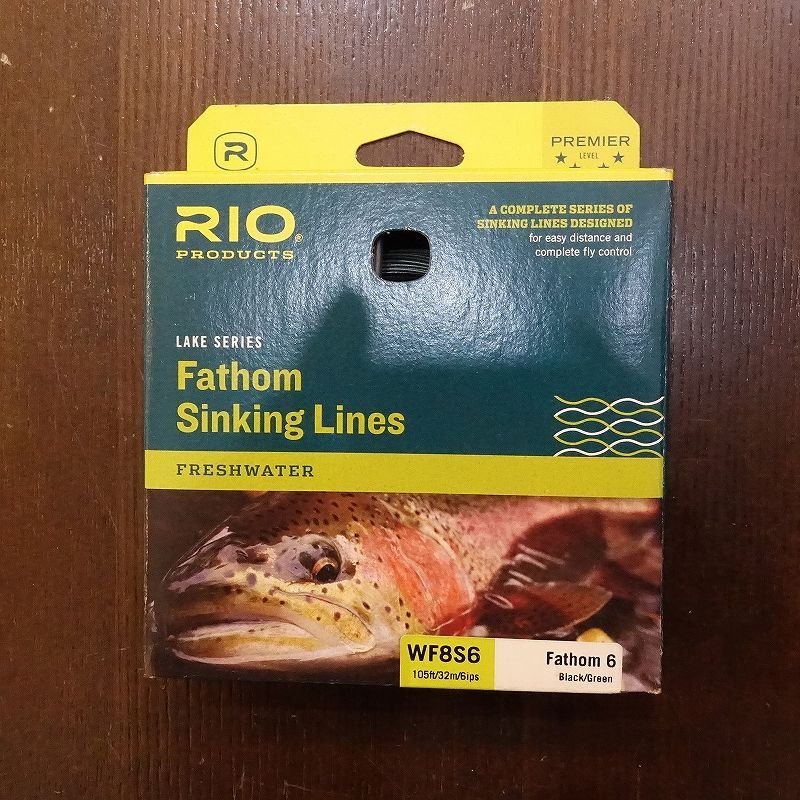 R
PREMIER
LEVEL
RIO®
PRODUCTS
A COMPLETE SERIES OF
SINKING LINES DESIGNED
for easy distance and
complete fly control
LAKE SERIES
Fathom
Sinking Lines
FRESHWATER
WF8S6
105ft/32m/6ips
Fathom 6
Black/Green